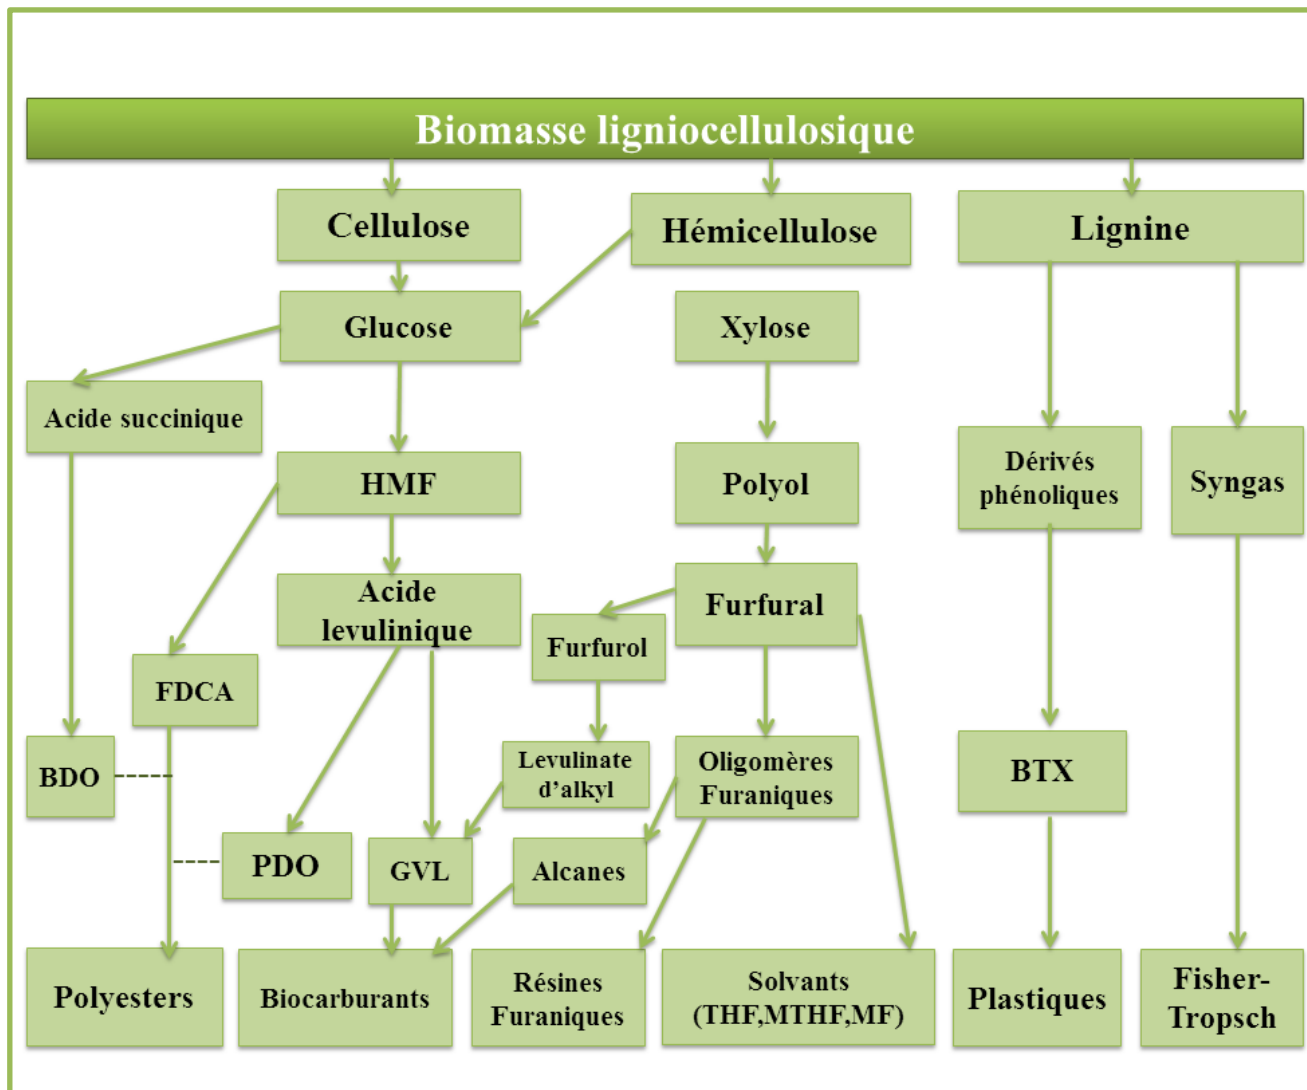 Biomasse ligniocellulosique
Cellulose
Hémicellulose
Lignine
Glucose
Xylose
Acide succinique
HMF
Polyol
Dérivés
phénoliques
Syngas
Acide
levulinique
Furfurol
Furfural
FDCA
BDO
Levulinate
d’alkyl
Oligomères
Furaniques
BTX
PDO
GVL
Alcanes
Polyesters
Biocarburants
Résines
Furaniques
Solvants
(THF,MTHF,MF)
Plastiques
Fisher-
Tropsch